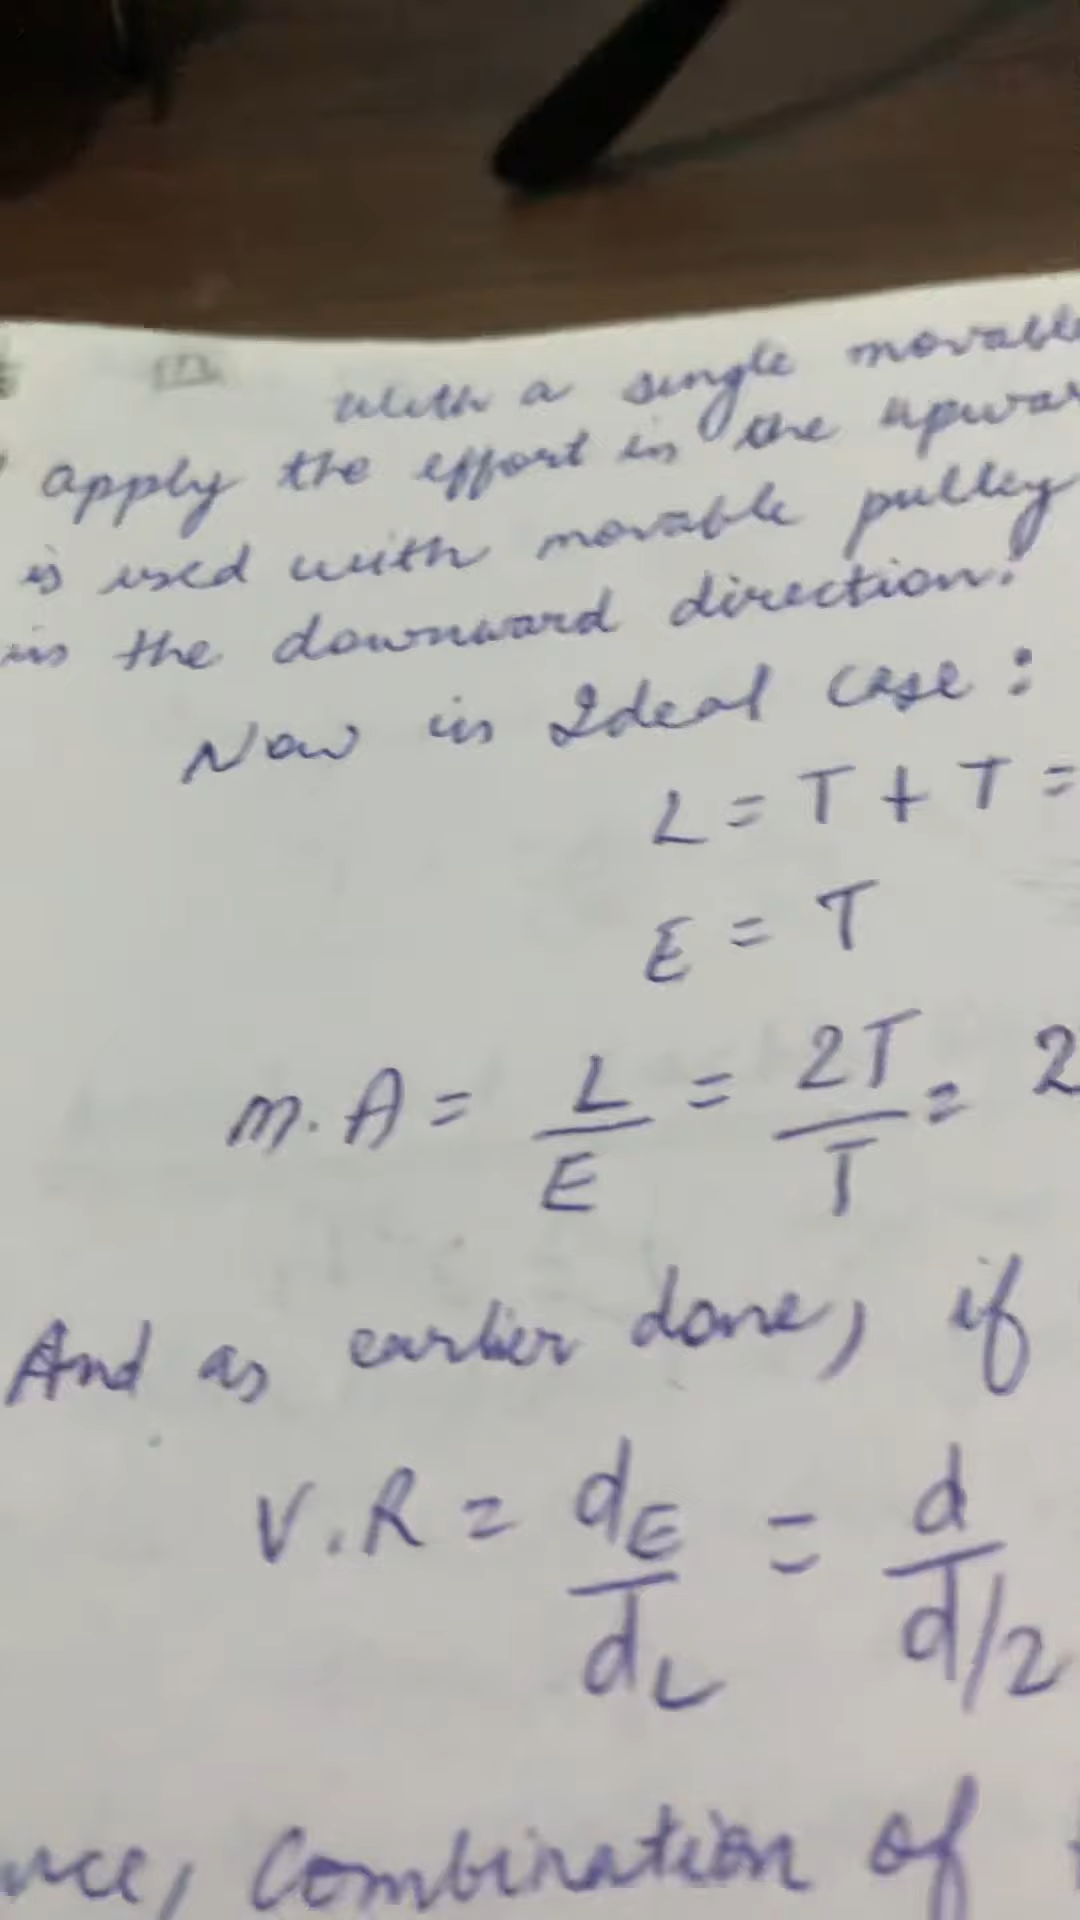 with a single movable
apply the effort in the upwar
is used with movable pulley
in the downward direction.
Now in Ideal case :
L = T + T =
E = T
M.A = L/E = 2T/T = 2
And as earlier done, if
V.R = dE/dL = d/d/2
nce, Combination of